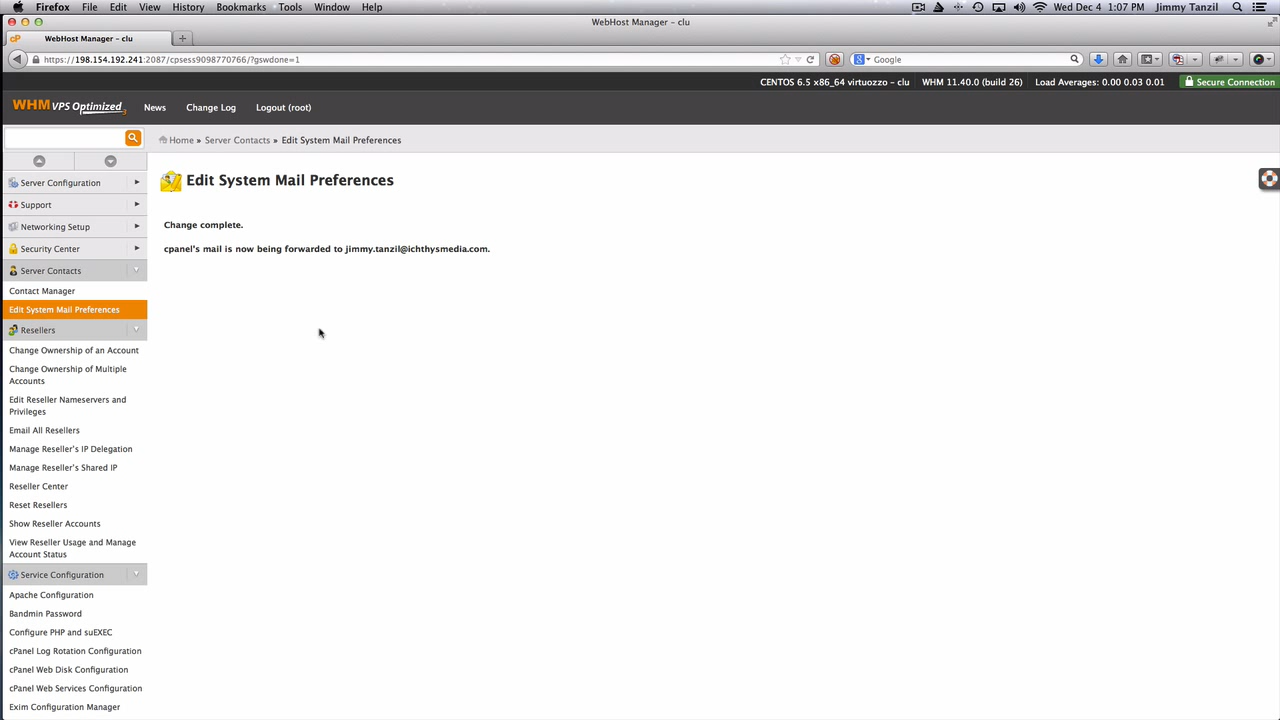 Firefox File Edit View History Bookmarks Tools Window Help Wed Dec 4 1:07 PM Jimmy Tanzil
WebHost Manager - clu
cP WebHost Manager - clu
https://198.154.192.241:2087/cpsess9098770766/?gswdone=1 Google
CENTOS 6.5 x86_64 virtuozzo - clu WHM 11.40.0 (build 26) Load Averages: 0.00 0.03 0.01 Secure Connection
WHM VPS Optimized News Change Log Logout (root)
Home » Server Contacts » Edit System Mail Preferences
Edit System Mail Preferences
Change complete.
cpanel's mail is now being forwarded to jimmy.tanzil@ichthysmedia.com.
Server Configuration
Support
Networking Setup
Security Center
Server Contacts
Contact Manager
Edit System Mail Preferences
Resellers
Change Ownership of an Account
Change Ownership of Multiple
Accounts
Edit Reseller Nameservers and
Privileges
Email All Resellers
Manage Reseller's IP Delegation
Manage Reseller's Shared IP
Reseller Center
Reset Resellers
Show Reseller Accounts
View Reseller Usage and Manage
Account Status
Service Configuration
Apache Configuration
Bandmin Password
Configure PHP and suEXEC
cPanel Log Rotation Configuration
cPanel Web Disk Configuration
cPanel Web Services Configuration
Exim Configuration Manager